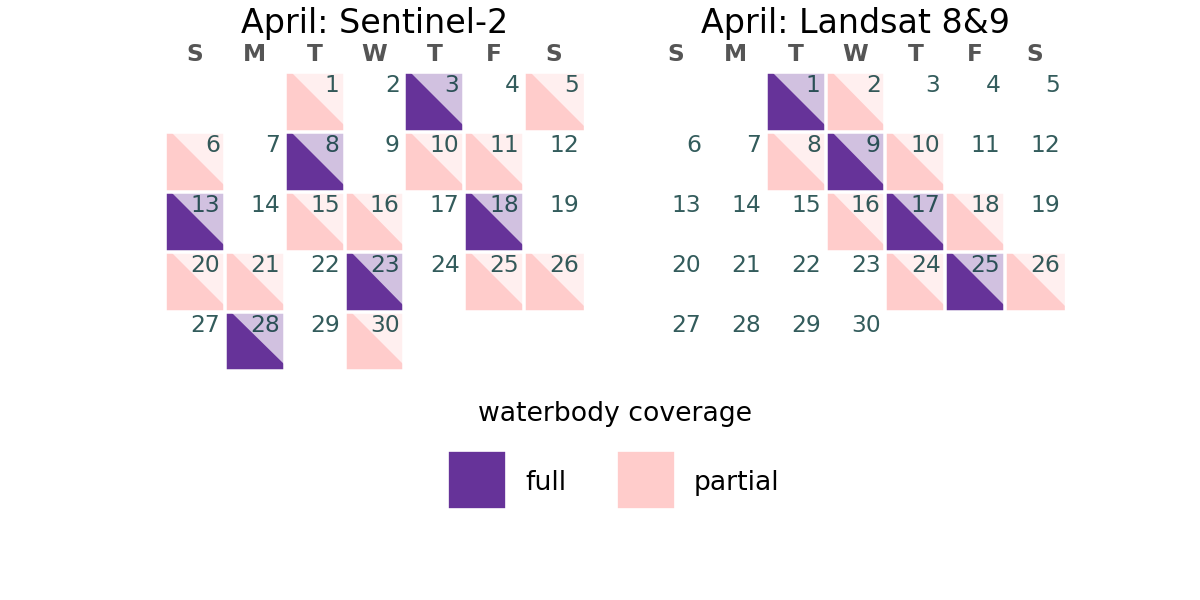 April: Sentinel-2
S M T W T F S
1 2 3 4 5
6 7 8 9 10 11 12
13 14 15 16 17 18 19
20 21 22 23 24 25 26
27 28 29 30
April: Landsat 8&9
S M T W T F S
1 2 3 4 5
6 7 8 9 10 11 12
13 14 15 16 17 18 19
20 21 22 23 24 25 26
27 28 29 30
waterbody coverage
full
partial